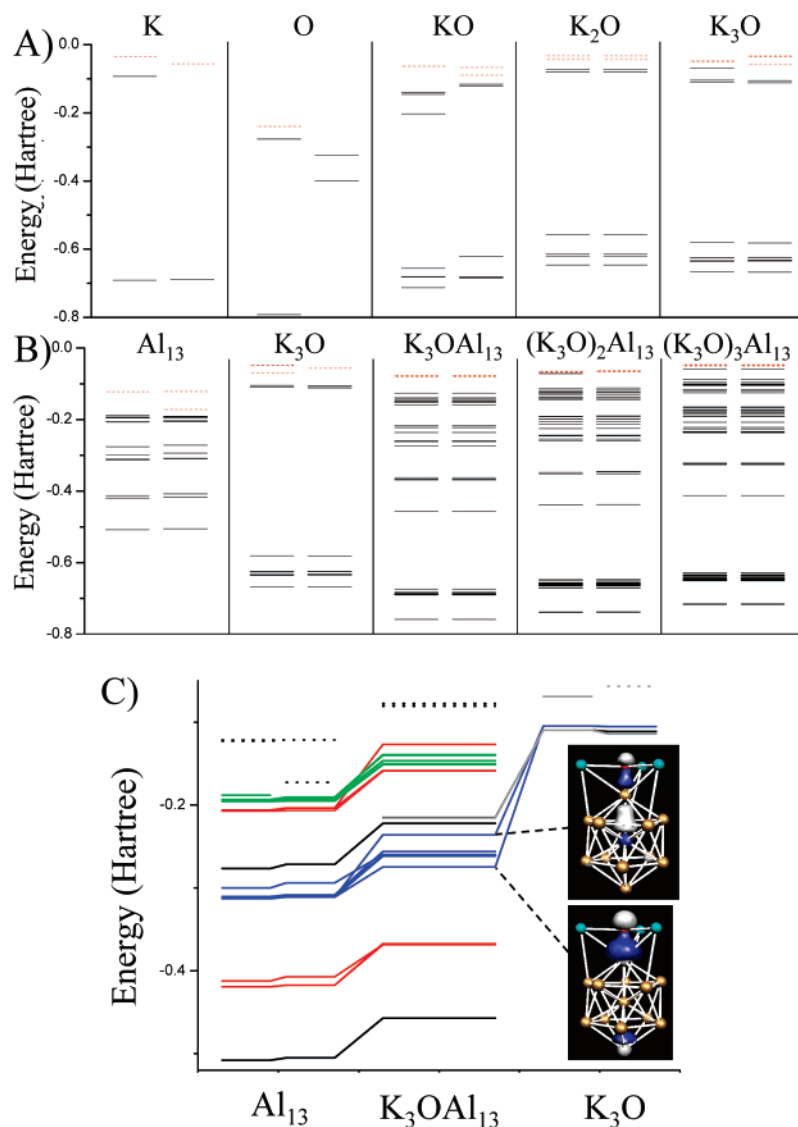 A)
K O KO K2O K3O
0.0
-0.2
-0.4
-0.6
-0.8
Energy (Hartree)
B)
Al13 K3O K3OAl13 (K3O)2Al13 (K3O)3Al13
0.0
-0.2
-0.4
-0.6
-0.8
Energy (Hartree)
C)
-0.2
-0.4
Energy (Hartree)
Al13 K3OAl13 K3O